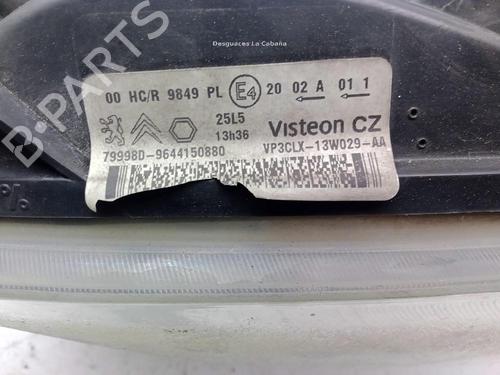 Desguaces La Cabaña
00 HC/R 9849 PL E4 20 02 A 01 1
25L5
13h36
Visteon CZ
79998D-9644150880 VP3CLX-13W029-AA
B-PARTS